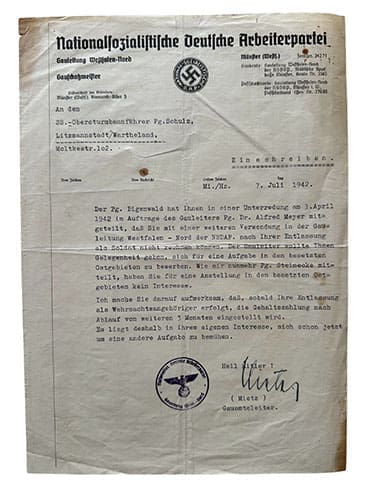 Nationalsozialistische Deutsche Arbeiterpartei
Gauleitung Westfalen-Nord
Gauschatzmeister
Münster (Westf.)
An den
SS-Obersturmbannführer Pg. Schulz,
Litzmannstadt/Wartheland,
Moltkestr.102.
Einschreiben.
Mi./Hz. 7. Juli 1942.
Der Pg. Eigenwald hat Ihnen in einer Unterredung am 3.April
1942 im Auftrage des Gauleiters Pg. Dr. Alfred Meyer mitge-
teilt, daß Sie mit einer weiteren Verwendung in der Gau-
leitung Westfalen - Nord der NSDAP. nach Ihrer Entlassung
als Soldat nicht rechnen können. Der Gauleiter wollte Ihnen
Gelegenheit geben, sich für eine Aufgabe in den besetzten
Ostgebieten zu bewerben. Wie mir nunmehr Pg. Steinecke mit-
teilt, haben Sie für eine Anstellung in den besetzten Ost-
gebieten kein Interesse.
Ich mache Sie darauf aufmerksam, daß, sobald Ihre Entlassung
als Wehrmachtsangehöriger erfolgt, die Gehaltszahlung nach
Ablauf von weiteren 3 Monaten eingestellt wird.
Es liegt deshalb in Ihrem eigenen Interesse, sich schon jetzt
um eine andere Aufgabe zu bemühen.
Heil Hitler !
(Mietz)
Gauamtsleiter.